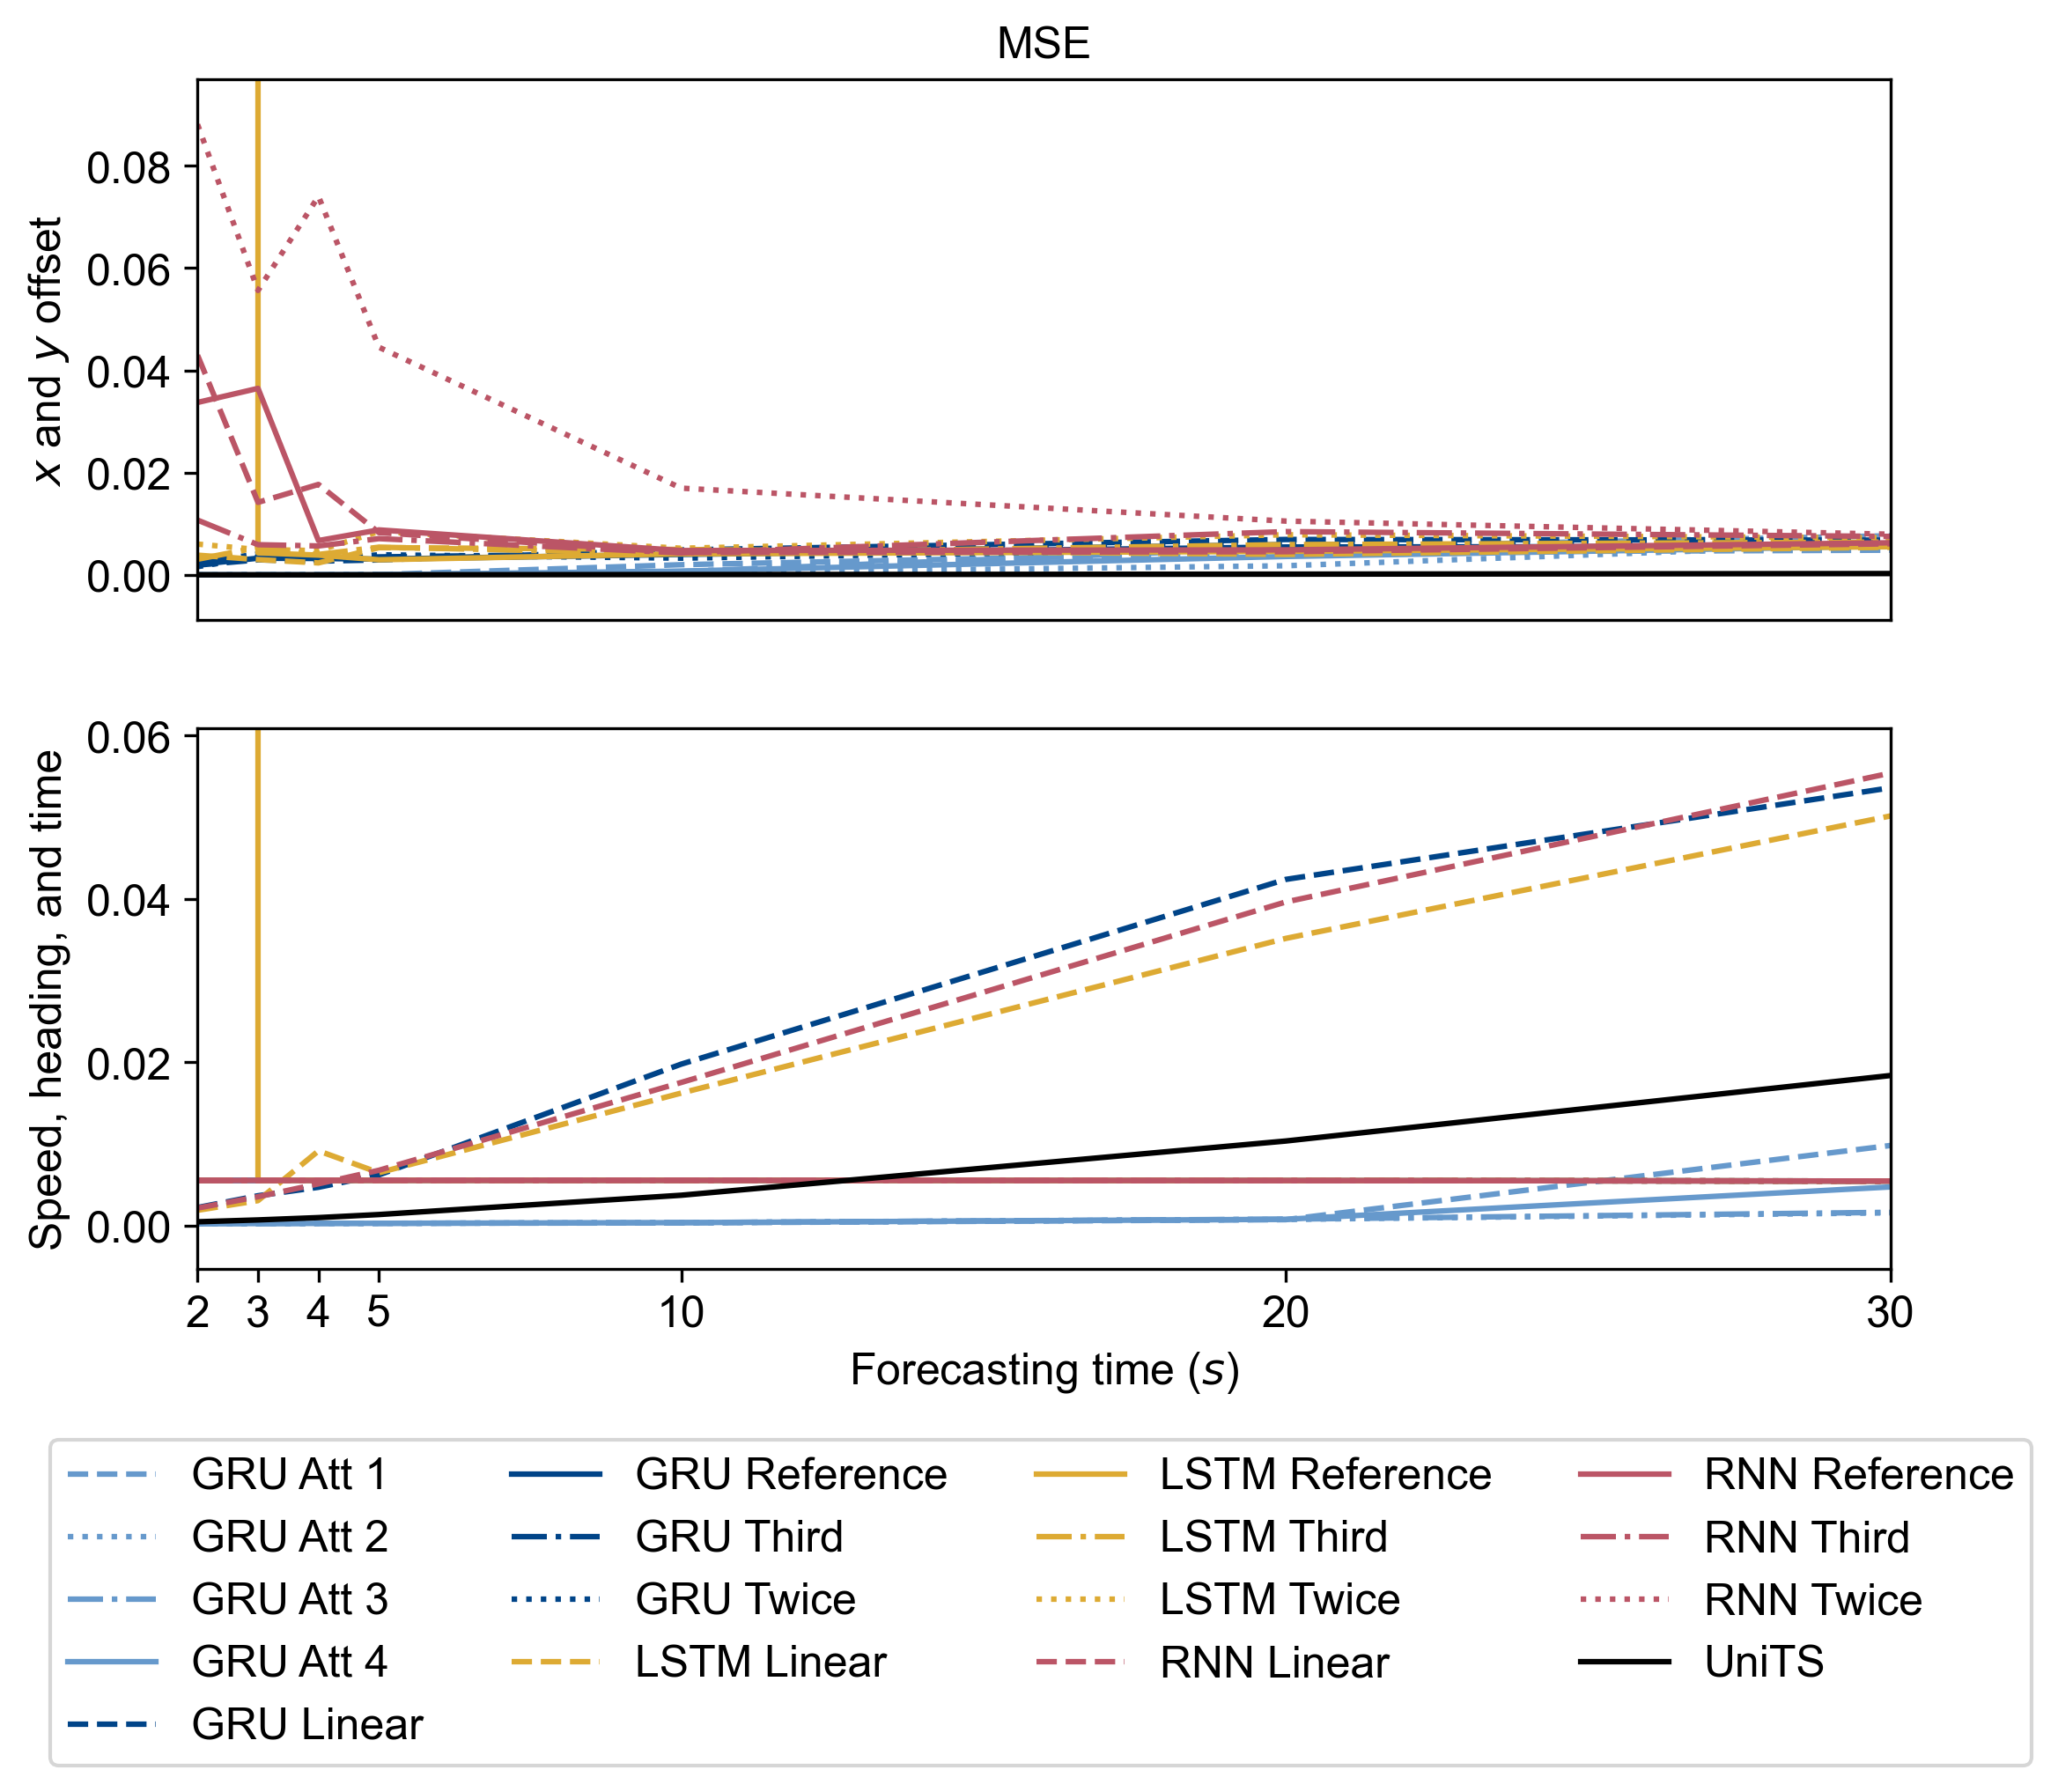 MSE
x and y offset
0.08
0.06
0.04
0.02
0.00
Speed, heading, and time
0.06
0.04
0.02
0.00
2 3 4 5 10 20 30
Forecasting time (s)
GRU Att 1 GRU Reference LSTM Reference RNN Reference
GRU Att 2 GRU Third LSTM Third RNN Third
GRU Att 3 GRU Twice LSTM Twice RNN Twice
GRU Att 4 LSTM Linear RNN Linear UniTS
GRU Linear